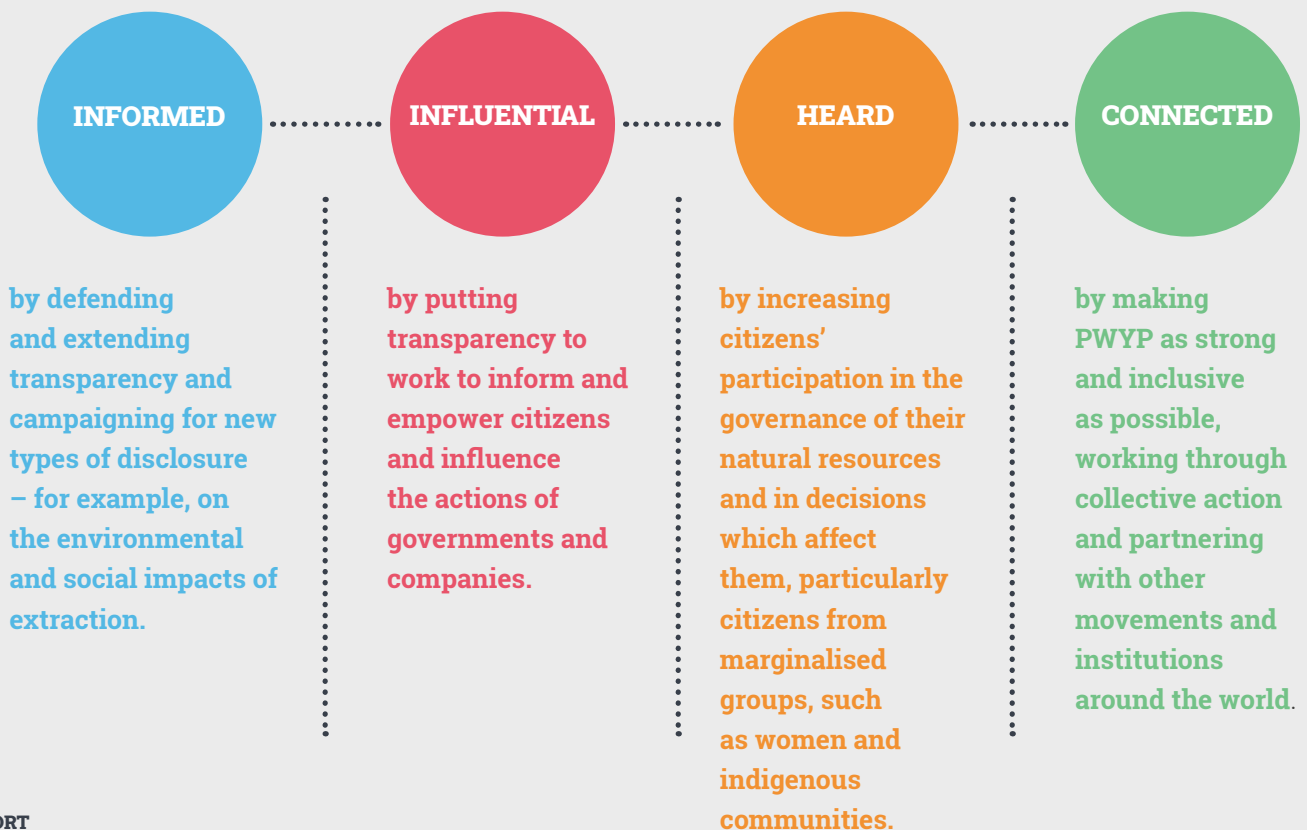 INFORMED
by defending
and extending
transparency and
campaigning for new
types of disclosure
– for example, on
the environmental
and social impacts of
extraction.
INFLUENTIAL
by putting
transparency to
work to inform and
empower citizens
and influence
the actions of
governments and
companies.
HEARD
by increasing
citizens’
participation in the
governance of their
natural resources
and in decisions
which affect
them, particularly
citizens from
marginalised
groups, such
as women and
indigenous
communities.
CONNECTED
by making
PWYP as strong
and inclusive
as possible,
working through
collective action
and partnering
with other
movements and
institutions
around the world.